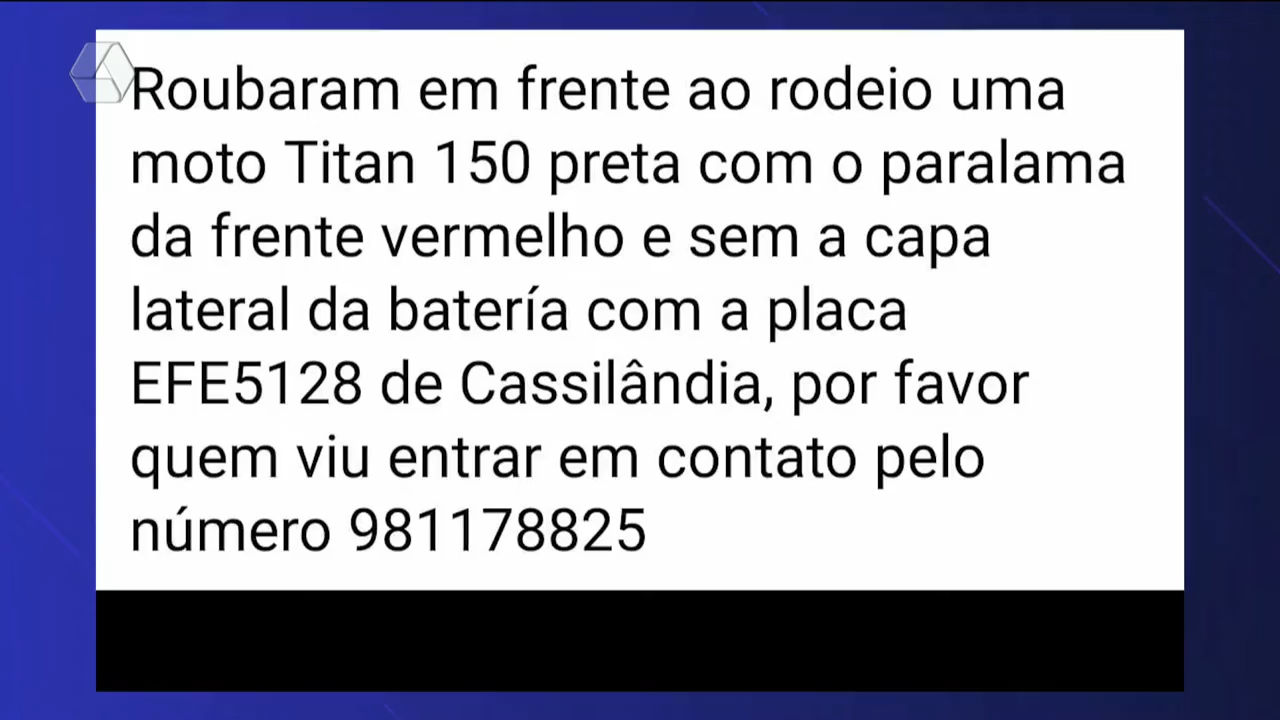 Roubaram em frente ao rodeio uma
moto Titan 150 preta com o paralama
da frente vermelho e sem a capa
lateral da batería com a placa
EFE5128 de Cassilândia, por favor
quem viu entrar em contato pelo
número 981178825